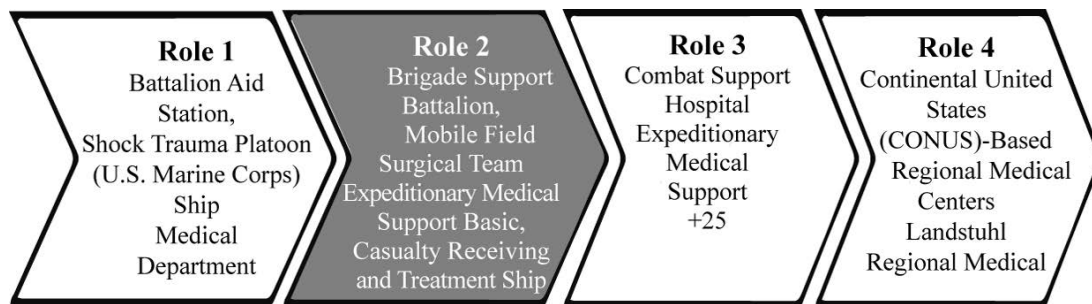 Role 1
Battalion Aid
Station,
Shock Trauma Platoon
(U.S. Marine Corps)
Ship
Medical
Department
Role 2
Brigade Support
Battalion,
Mobile Field
Surgical Team
Expeditionary Medical
Support Basic,
Casualty Receiving
and Treatment Ship
Role 3
Combat Support
Hospital
Expeditionary
Medical
Support
+25
Role 4
Continental United
States
(CONUS)-Based
Regional Medical
Centers
Landstuhl
Regional Medical